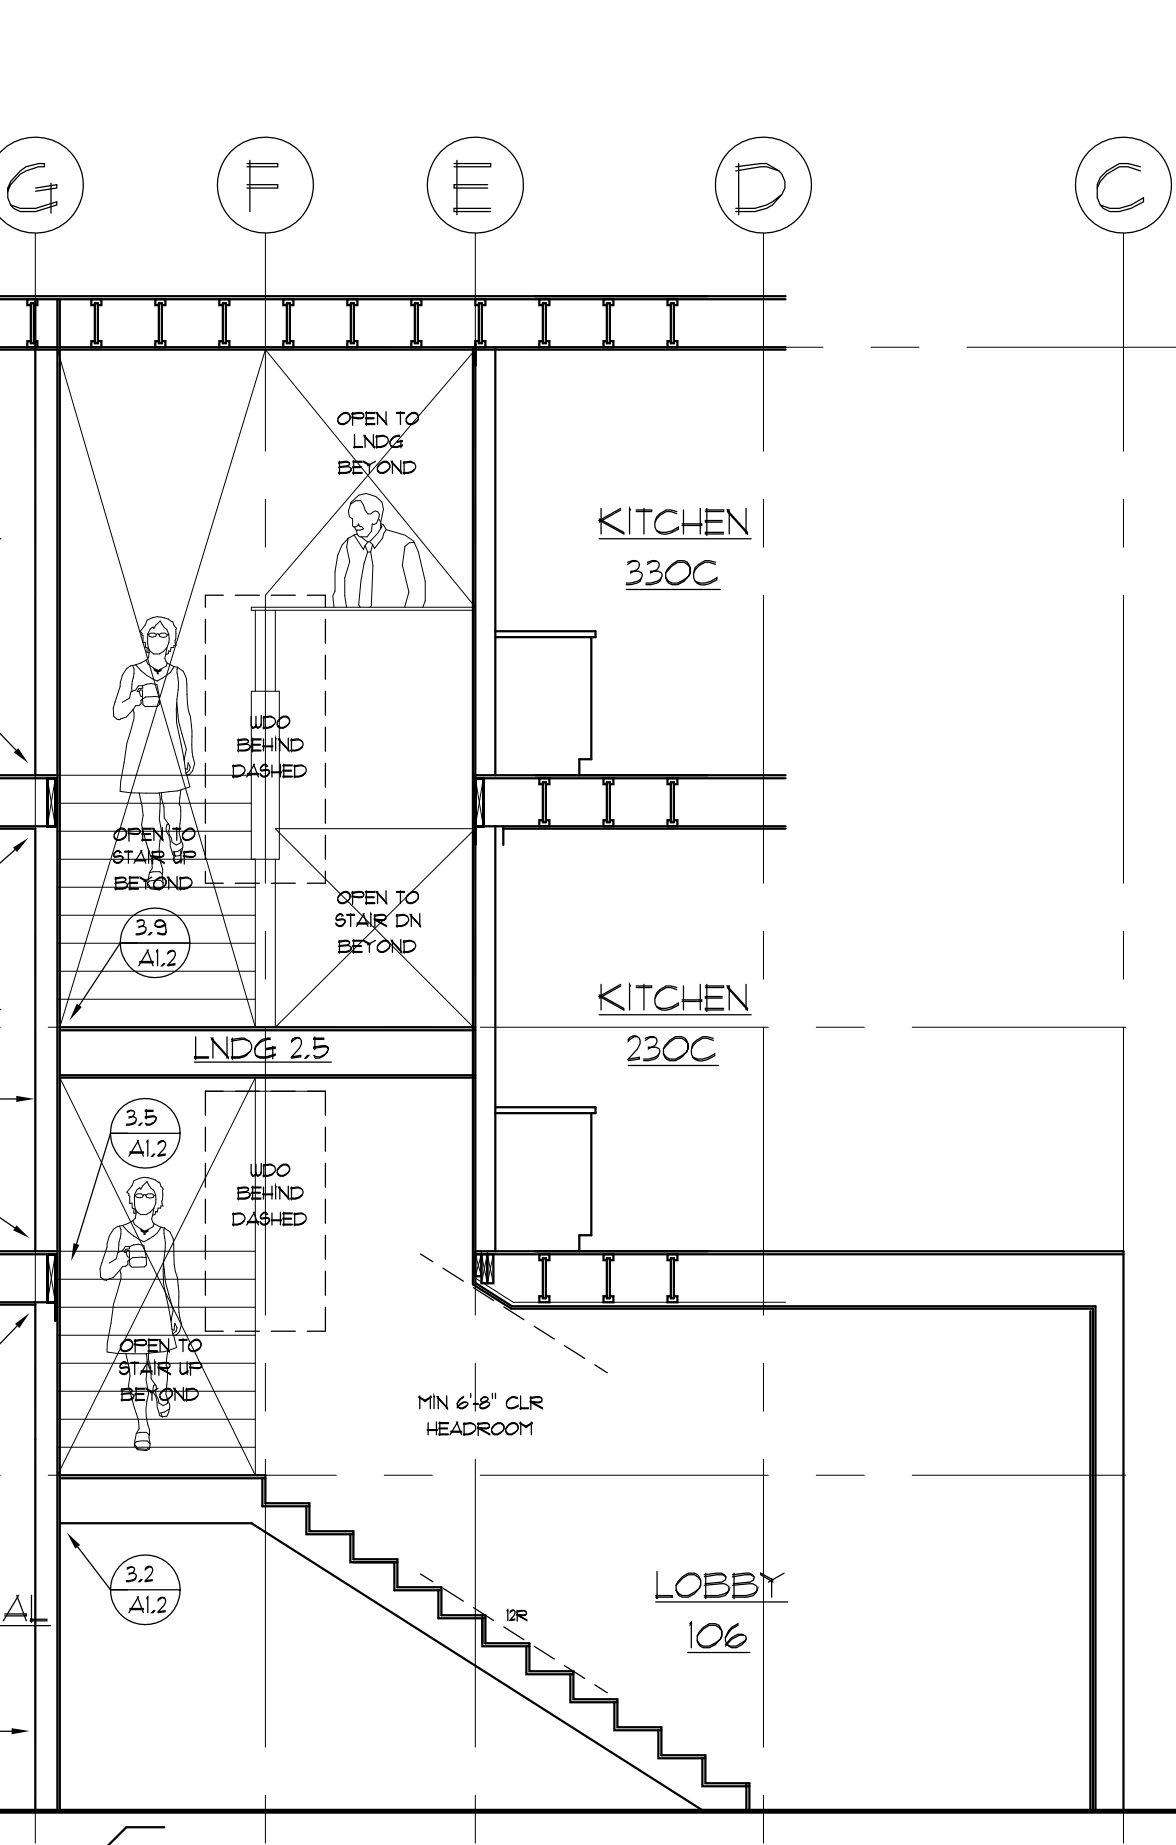 G
F
E
D
C
OPEN TO
LNDG
BEYOND
KITCHEN
330C
WDO
BEHIND
DASHED
OPEN TO
STAIR UP
BEYOND
OPEN TO
STAIR DN
BEYOND
3.9
A1.2
KITCHEN
230C
LNDG 2.5
3.5
A1.2
WDO
BEHIND
DASHED
OPEN TO
STAIR UP
BEYOND
MIN 6'-8" CLR
HEADROOM
3.2
A1.2
AL
12R
LOBBY
106